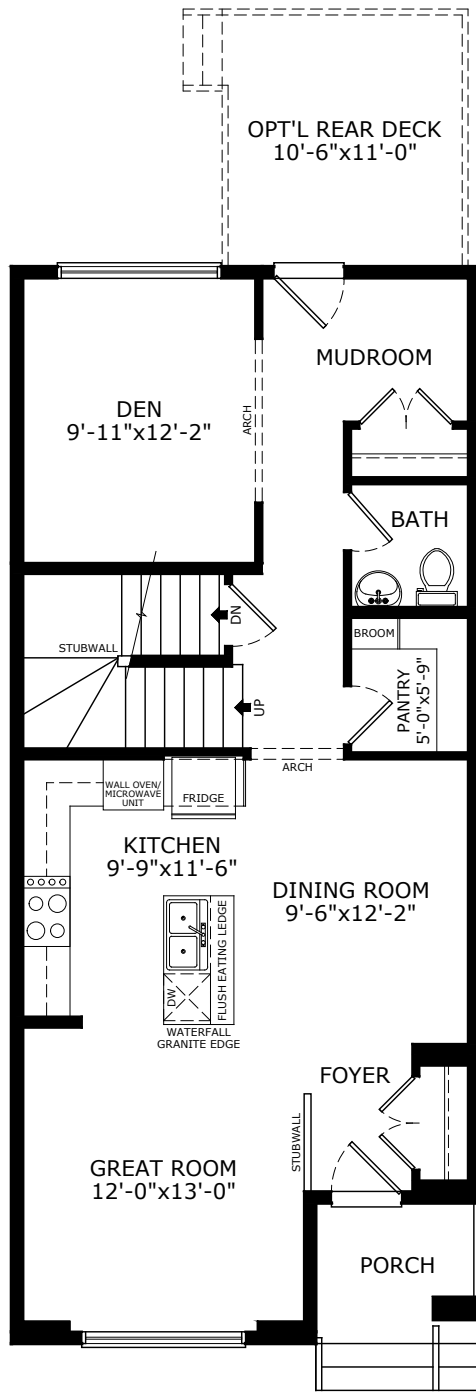 OPT'L REAR DECK
10'-6"x11'-0"
MUDROOM
DEN
9'-11"x12'-2"
ARCH
BATH
DN
STUBWALL
BROOM
PANTRY
5'-0"x5'-9"
UP
ARCH
WALL OVEN/
MICROWAVE
UNIT
FRIDGE
KITCHEN
9'-9"x11'-6"
DINING ROOM
9'-6"x12'-2"
FLUSH EATING LEDGE
DW
WATERFALL
GRANITE EDGE
FOYER
STUBWALL
GREAT ROOM
12'-0"x13'-0"
PORCH